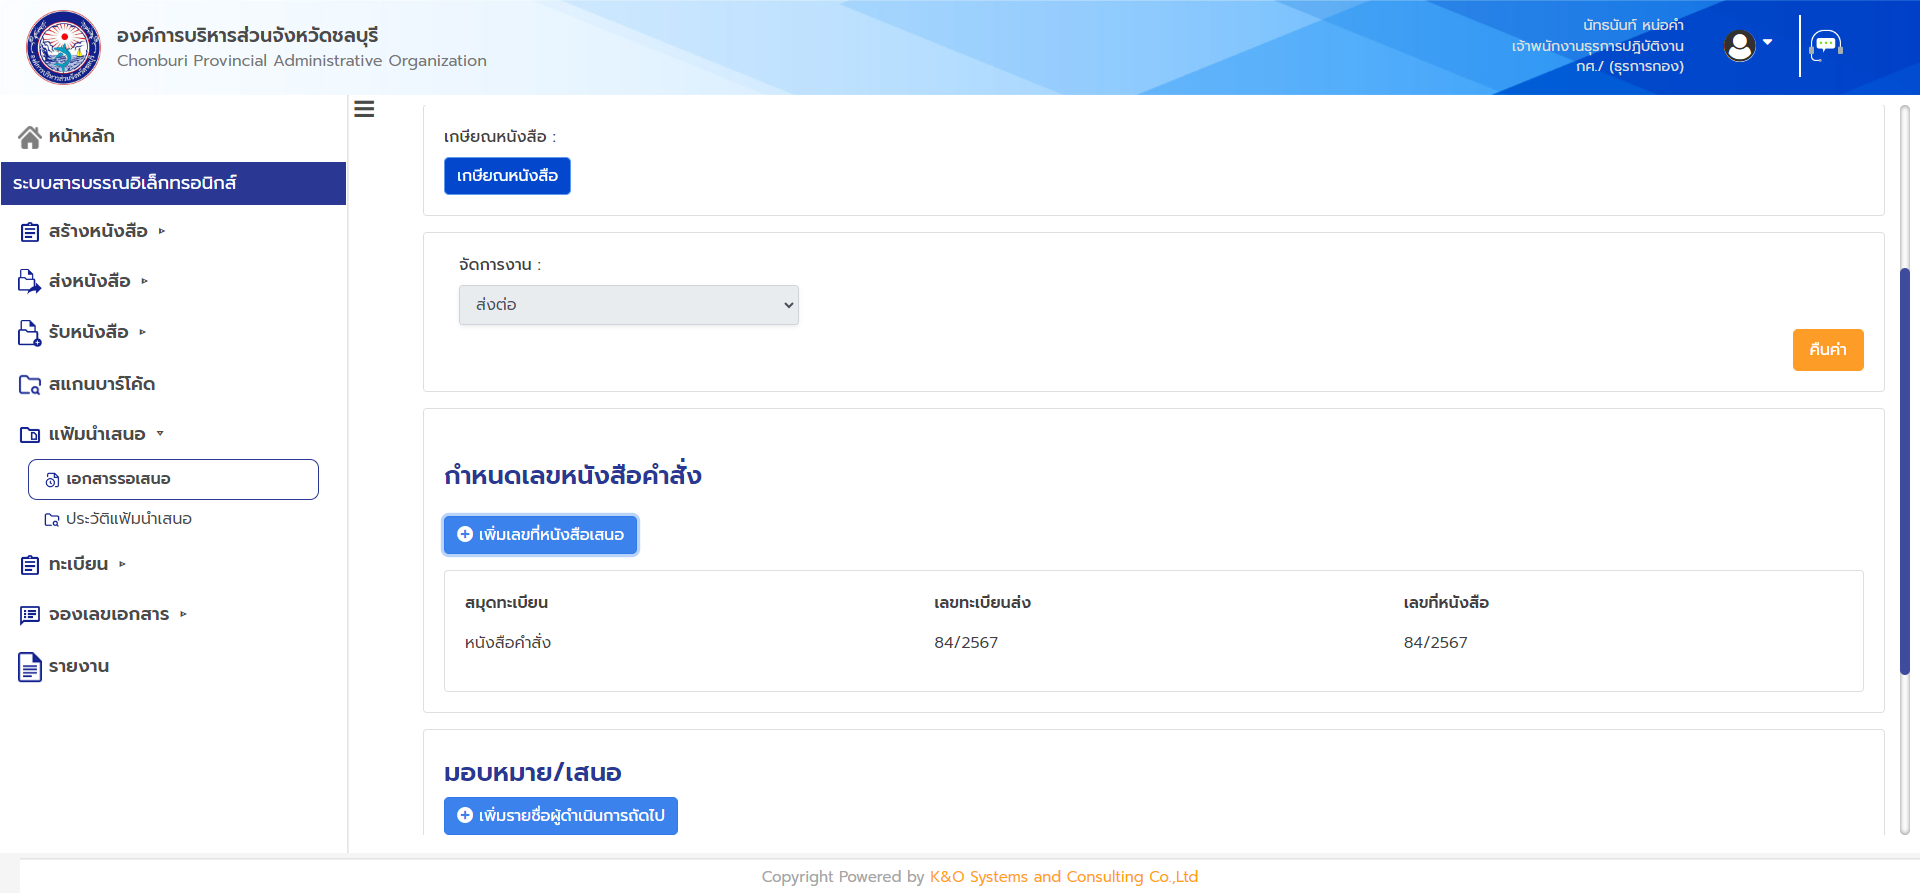 องค์การบริหารส่วนจังหวัดชลบุรี
Chonburi Provincial Administrative Organization
นัทธนันท์ หน่อคำ
เจ้าพนักงานธุรการปฏิบัติงาน
กศ./ (ธุรการกอง)
หน้าหลัก
ระบบสารบรรณอิเล็กทรอนิกส์
สร้างหนังสือ
ส่งหนังสือ
รับหนังสือ
สแกนบาร์โค้ด
แฟ้มนำเสนอ
เอกสารรอเสนอ
ประวัติแฟ้มนำเสนอ
ทะเบียน
จองเลขเอกสาร
รายงาน
เกษียณหนังสือ :
เกษียณหนังสือ
จัดการงาน :
ส่งต่อ
คืนค่า
กำหนดเลขหนังสือคำสั่ง
เพิ่มเลขที่หนังสือเสนอ
สมุดทะเบียน เลขทะเบียนส่ง เลขที่หนังสือ
หนังสือคำสั่ง 84/2567 84/2567
มอบหมาย/เสนอ
เพิ่มรายชื่อผู้ดำเนินการถัดไป
Copyright Powered by K&O Systems and Consulting Co.,Ltd